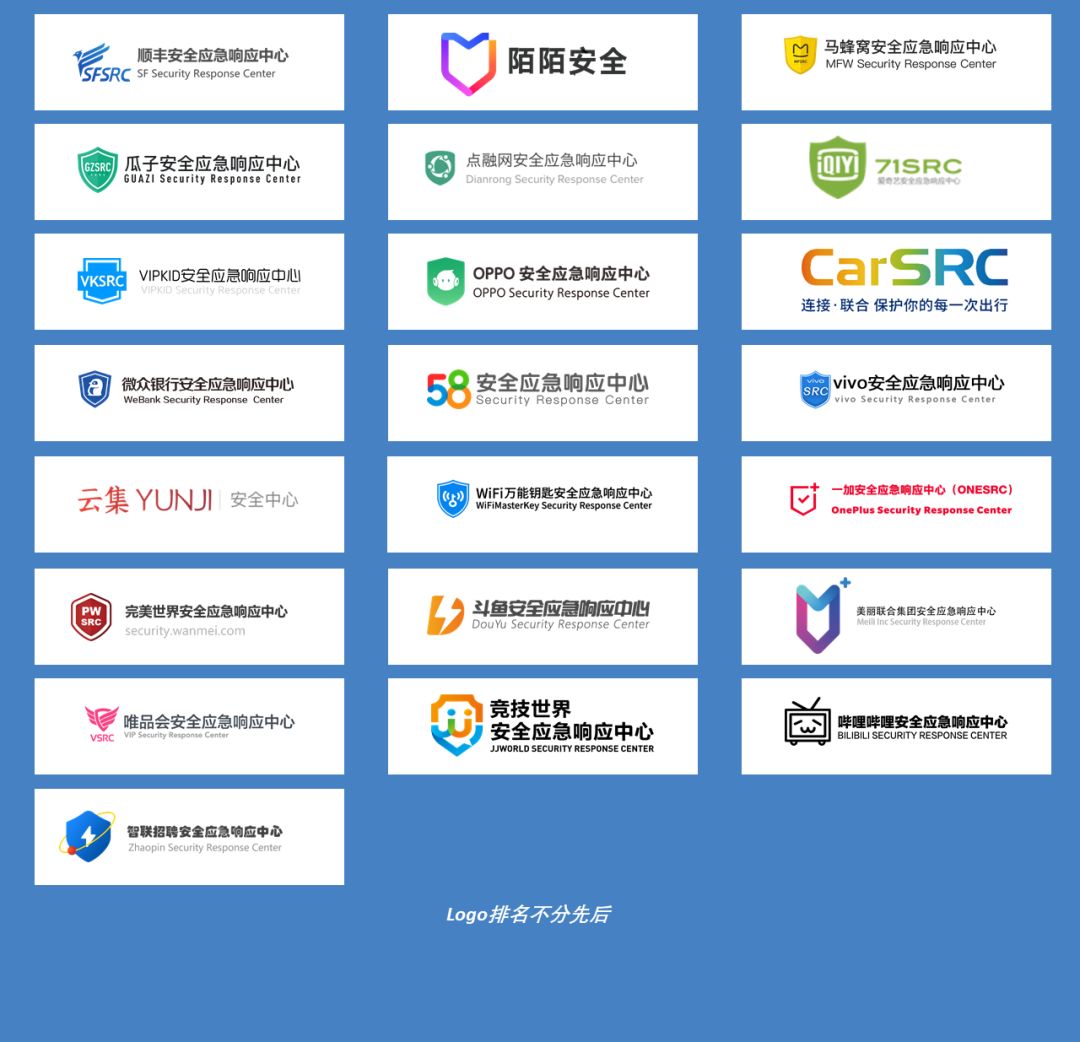 SFSRC
顺丰安全应急响应中心
SF Security Response Center
陌陌安全
MFSRC
马蜂窝安全应急响应中心
MFW Security Response Center
GZSRC
瓜子安全应急响应中心
GUAZI Security Response Center
点融网安全应急响应中心
Dianrong Security Response Center
iQIYI
71SRC
爱奇艺安全应急响应中心
VKSRC
VIPKID安全应急响应中心
VIPKID Security Response Center
OPPO 安全应急响应中心
OPPO Security Response Center
CarSRC
连接·联合 保护你的每一次出行
微众银行安全应急响应中心
WeBank Security Response Center
58 安全应急响应中心
Security Response Center
vivo
SRC
vivo安全应急响应中心
vivo Security Response Center
云集 YUNJI 安全中心
WiFi万能钥匙安全应急响应中心
WiFiMasterKey Security Response Center
一加安全应急响应中心（ONESRC）
OnePlus Security Response Center
PW
SRC
完美世界安全应急响应中心
security.wanmei.com
斗鱼安全应急响应中心
DouYu Security Response Center
美丽联合集团安全应急响应中心
Meili Inc Security Response Center
VSRC
唯品会安全应急响应中心
VIP Security Response Center
竞技世界
安全应急响应中心
JJWORLD SECURITY RESPONSE CENTER
哔哩哔哩安全应急响应中心
BILIBILI SECURITY RESPONSE CENTER
智联招聘安全应急响应中心
Zhaopin Security Response Center
Logo排名不分先后